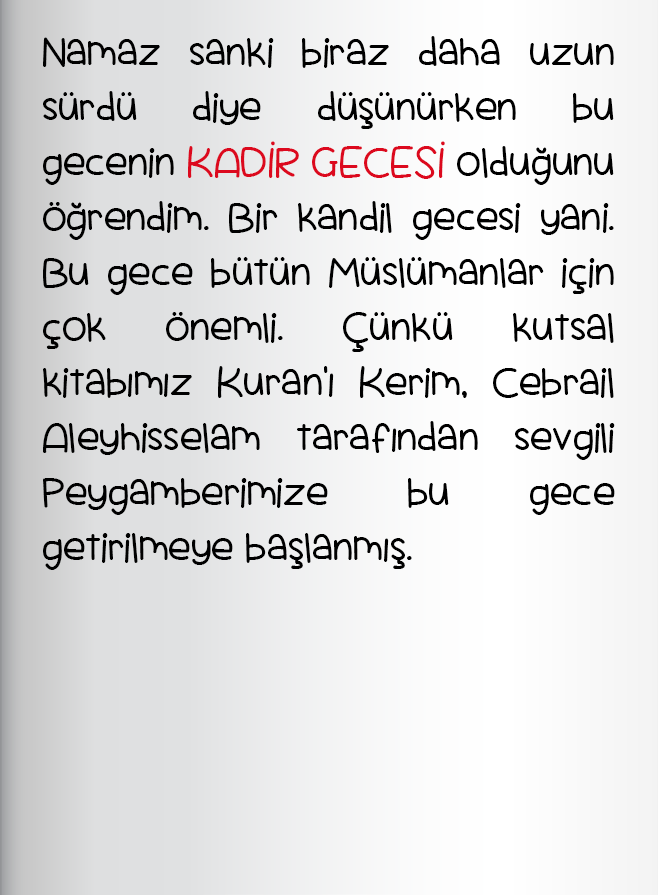 Namaz sanki biraz daha uzun
sürdü diye düşünürken bu
gecenin KADİR GECESİ olduğunu
öğrendim. Bir kandil gecesi yani.
Bu gece bütün Müslümanlar için
çok önemli. Çünkü kutsal
kitabımız Kuran'ı Kerim, Cebrail
Aleyhisselam tarafından sevgili
Peygamberimize bu gece
getirilmeye başlanmış.